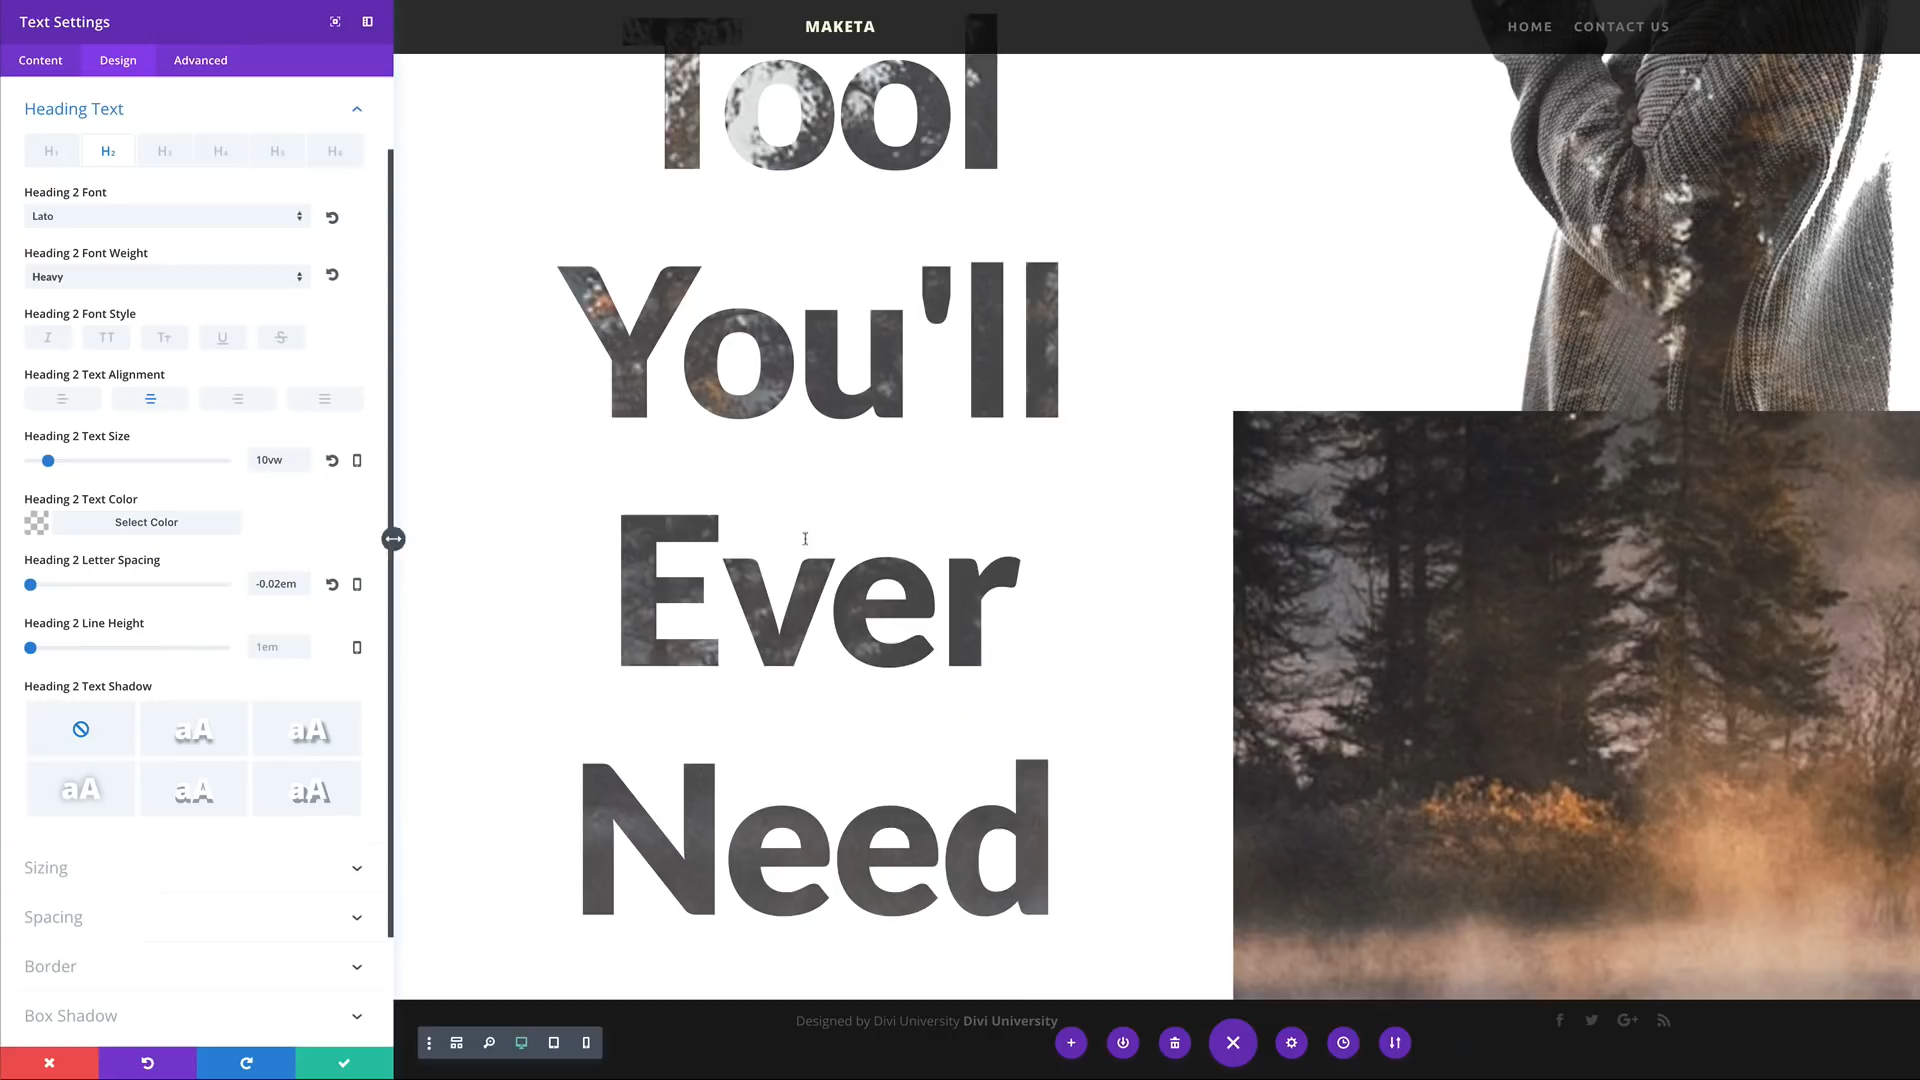 Text Settings
Content Design Advanced
Heading Text
H1 H2 H3 H4 H5 H6
Heading 2 Font
Lato
Heading 2 Font Weight
Heavy
Heading 2 Font Style
I TT Tт U S
Heading 2 Text Alignment
Heading 2 Text Size
10vw
Heading 2 Text Color
Select Color
Heading 2 Letter Spacing
-0.02em
Heading 2 Line Height
1em
Heading 2 Text Shadow
aA aA
aA aA aA
Sizing
Spacing
Border
Box Shadow
MAKETA
HOME CONTACT US
Tool
You'll
Ever
Need
Designed by Divi University Divi University